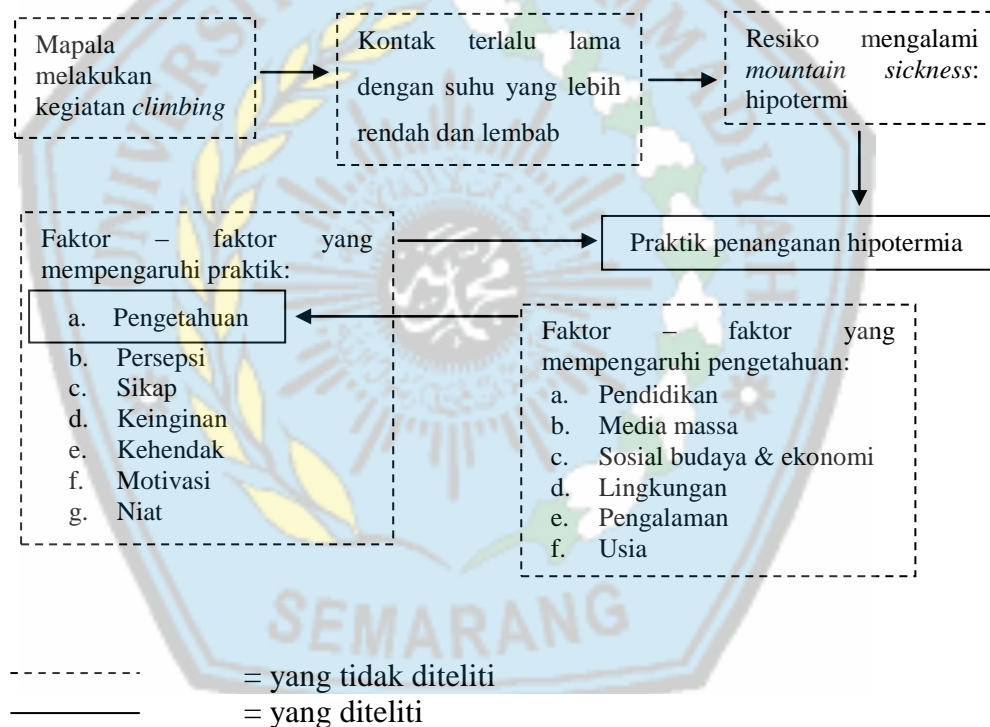 Mapala
melakukan
kegiatan climbing
Kontak terlalu lama
dengan suhu yang lebih
rendah dan lembab
Resiko mengalami
mountain sickness:
hipotermi
Faktor – faktor yang
mempengaruhi praktik:
a. Pengetahuan
b. Persepsi
c. Sikap
d. Keinginan
e. Kehendak
f. Motivasi
g. Niat
Praktik penanganan hipotermia
Faktor – faktor yang
mempengaruhi pengetahuan:
a. Pendidikan
b. Media massa
c. Sosial budaya & ekonomi
d. Lingkungan
e. Pengalaman
f. Usia
SEMARANG
= yang tidak diteliti
= yang diteliti